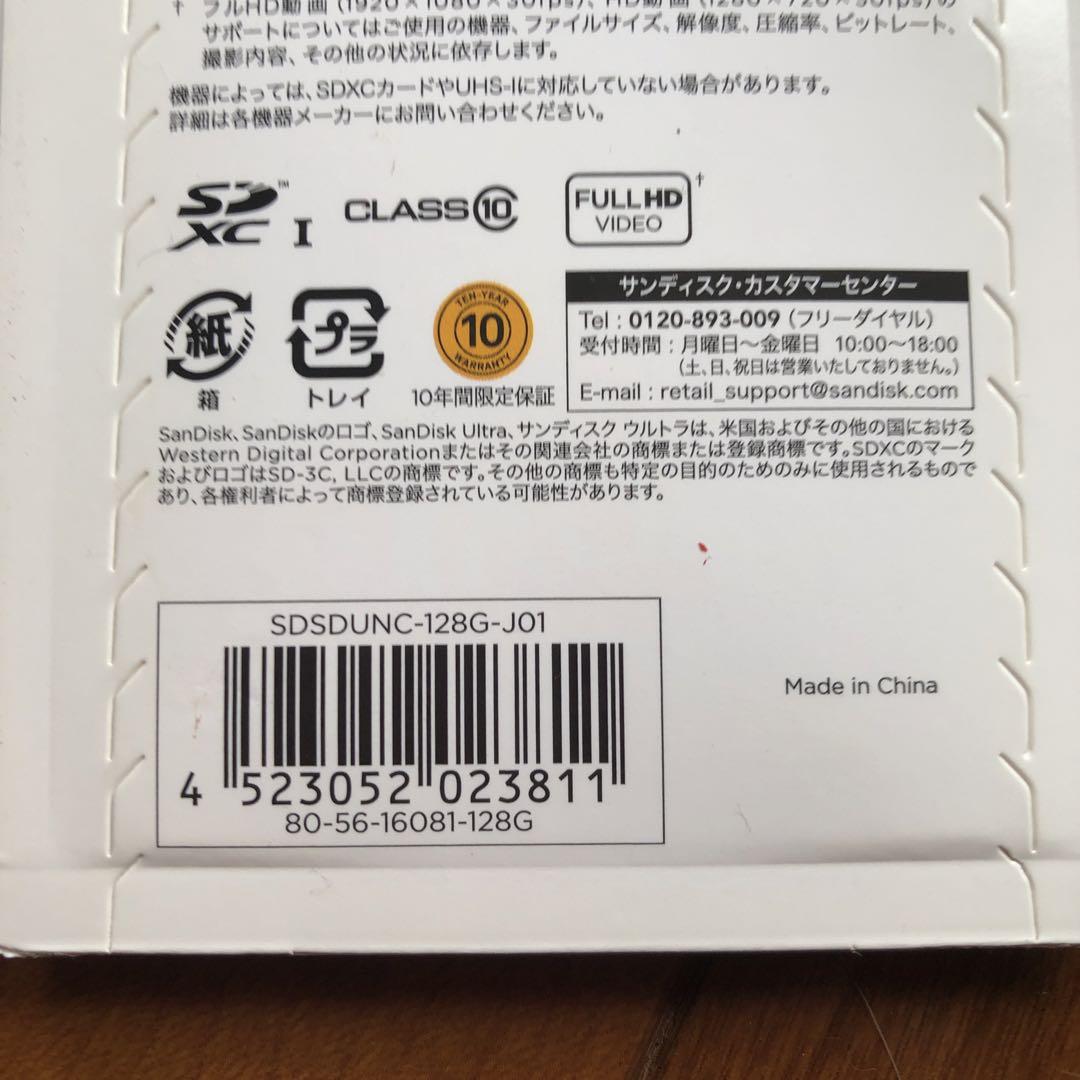 † フルHD動画 (1920×1080×30fps)、HD動画 (1280×720×30fps)の
サポートについてはご使用の機器、ファイルサイズ、解像度、圧縮率、ビットレート、
撮影内容、その他の状況に依存します。
機器によっては、SDXCカードやUHS-Iに対応していない場合があります。
詳細は各機器メーカーにお問い合わせください。
SD XC™ I
CLASS 10
FULL HD†
VIDEO
紙
箱
プラ
トレイ
TEN-YEAR
10
WARRANTY
10年間限定保証
サンディスク・カスタマーセンター
Tel : 0120-893-009 (フリーダイヤル)
受付時間 : 月曜日〜金曜日 10:00〜18:00
(土、日、祝日は営業いたしておりません。)
E-mail : retail_support@sandisk.com
SanDisk、SanDiskのロゴ、SanDisk Ultra、サンディスク ウルトラは、米国およびその他の国における
Western Digital Corporationまたはその関連会社の商標または登録商標です。SDXCのマーク
およびロゴはSD-3C, LLCの商標です。その他の商標も特定の目的のためのみに使用されるもので
あり、各権利者によって商標登録されている可能性があります。
SDSDUNC-128G-J01
4 523052 023811
80-56-16081-128G
Made in China